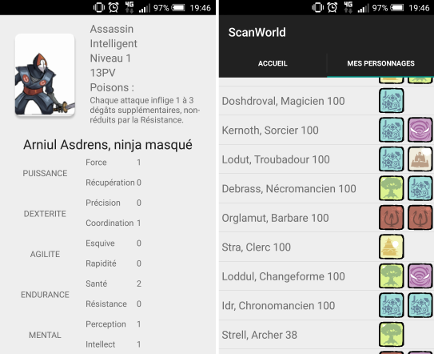 4G 97% 19:46
Assassin
Intelligent
Niveau 1
13PV
Poisons :
Chaque attaque inflige 1 à 3
dégâts supplémentaires, non-
réduits par la Résistance.
Arniul Asdrens, ninja masqué
PUISSANCE
Force 1
Récupération 0
DEXTERITE
Précision 0
Coordination 1
AGILITE
Esquive 0
Rapidité 0
ENDURANCE
Santé 2
Résistance 0
MENTAL
Perception 1
Intellect 1
4G 97% 19:46
ScanWorld
ACCUEIL MES PERSONNAGES
Doshdroval, Magicien 100
Kernoth, Sorcier 100
Lodut, Troubadour 100
Debrass, Nécromancien 100
Orglamut, Barbare 100
Stra, Clerc 100
Loddul, Changeforme 100
Idr, Chronomancien 100
Strell, Archer 38